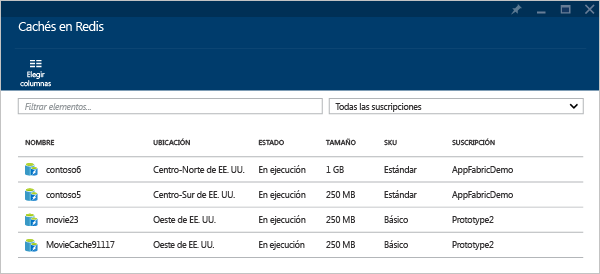 Cachés en Redis
Elegir
columnas
Filtrar elementos...
Todas las suscripciones
NOMBRE UBICACIÓN ESTADO TAMAÑO SKU SUSCRIPCIÓN
contoso6 Centro-Norte de EE. UU. En ejecución 1 GB Estándar AppFabricDemo
contoso5 Centro-Sur de EE. UU. En ejecución 250 MB Estándar AppFabricDemo
movie23 Oeste de EE. UU. En ejecución 250 MB Básico Prototype2
MovieCache91117 Oeste de EE. UU. En ejecución 250 MB Básico Prototype2